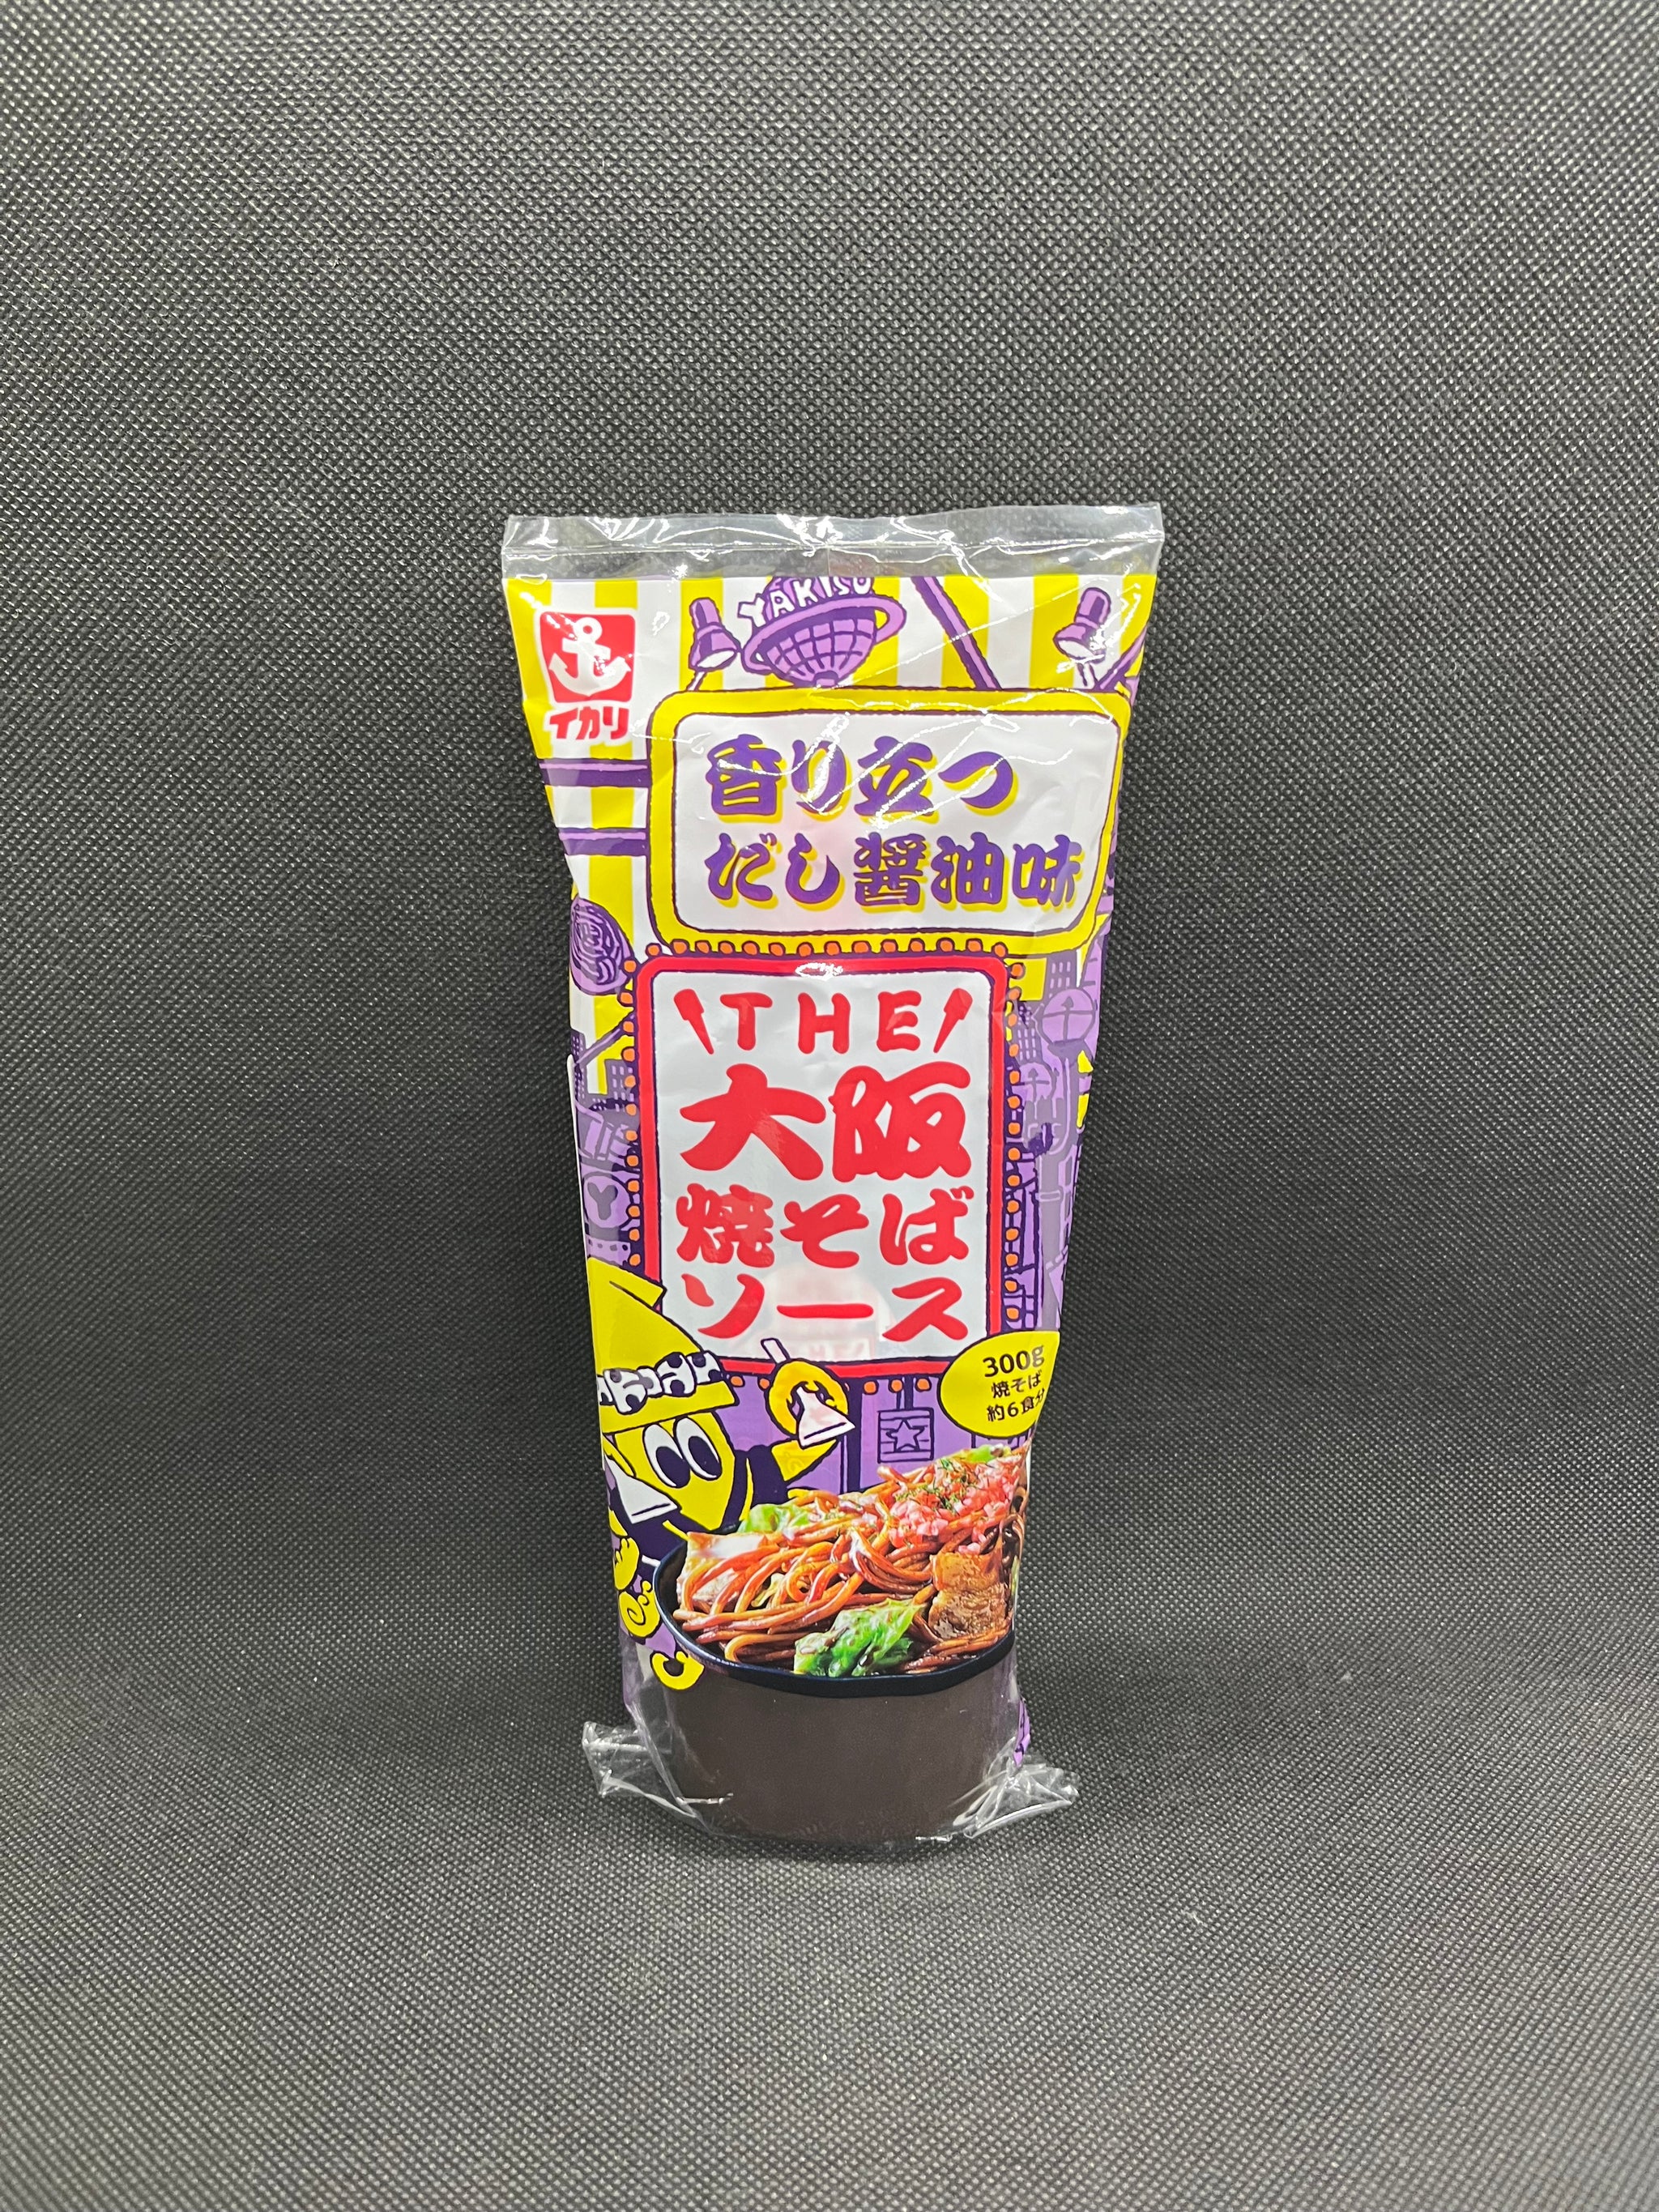 YAKISO
イカリ
香り立つ
だし醤油味
THE
大阪
焼そば
ソース
300g
焼そば
約6食分